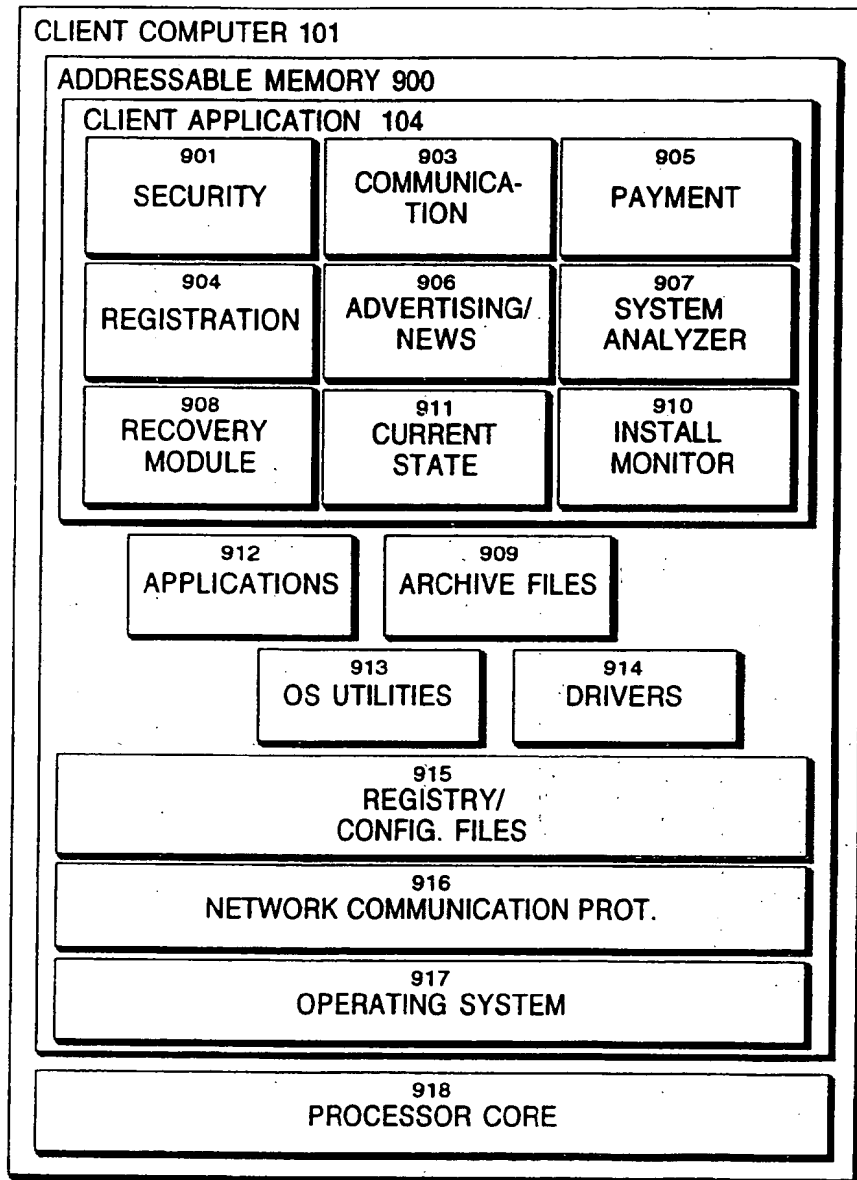 CLIENT COMPUTER 101
ADDRESSABLE MEMORY 900
CLIENT APPLICATION 104
901
SECURITY
903
COMMUNICA-
TION
905
PAYMENT
904
REGISTRATION
906
ADVERTISING/
NEWS
907
SYSTEM
ANALYZER
908
RECOVERY
MODULE
911
CURRENT
STATE
910
INSTALL
MONITOR
912
APPLICATIONS
909
ARCHIVE FILES
913
OS UTILITIES
914
DRIVERS
915
REGISTRY/
CONFIG. FILES
916
NETWORK COMMUNICATION PROT.
917
OPERATING SYSTEM
918
PROCESSOR CORE